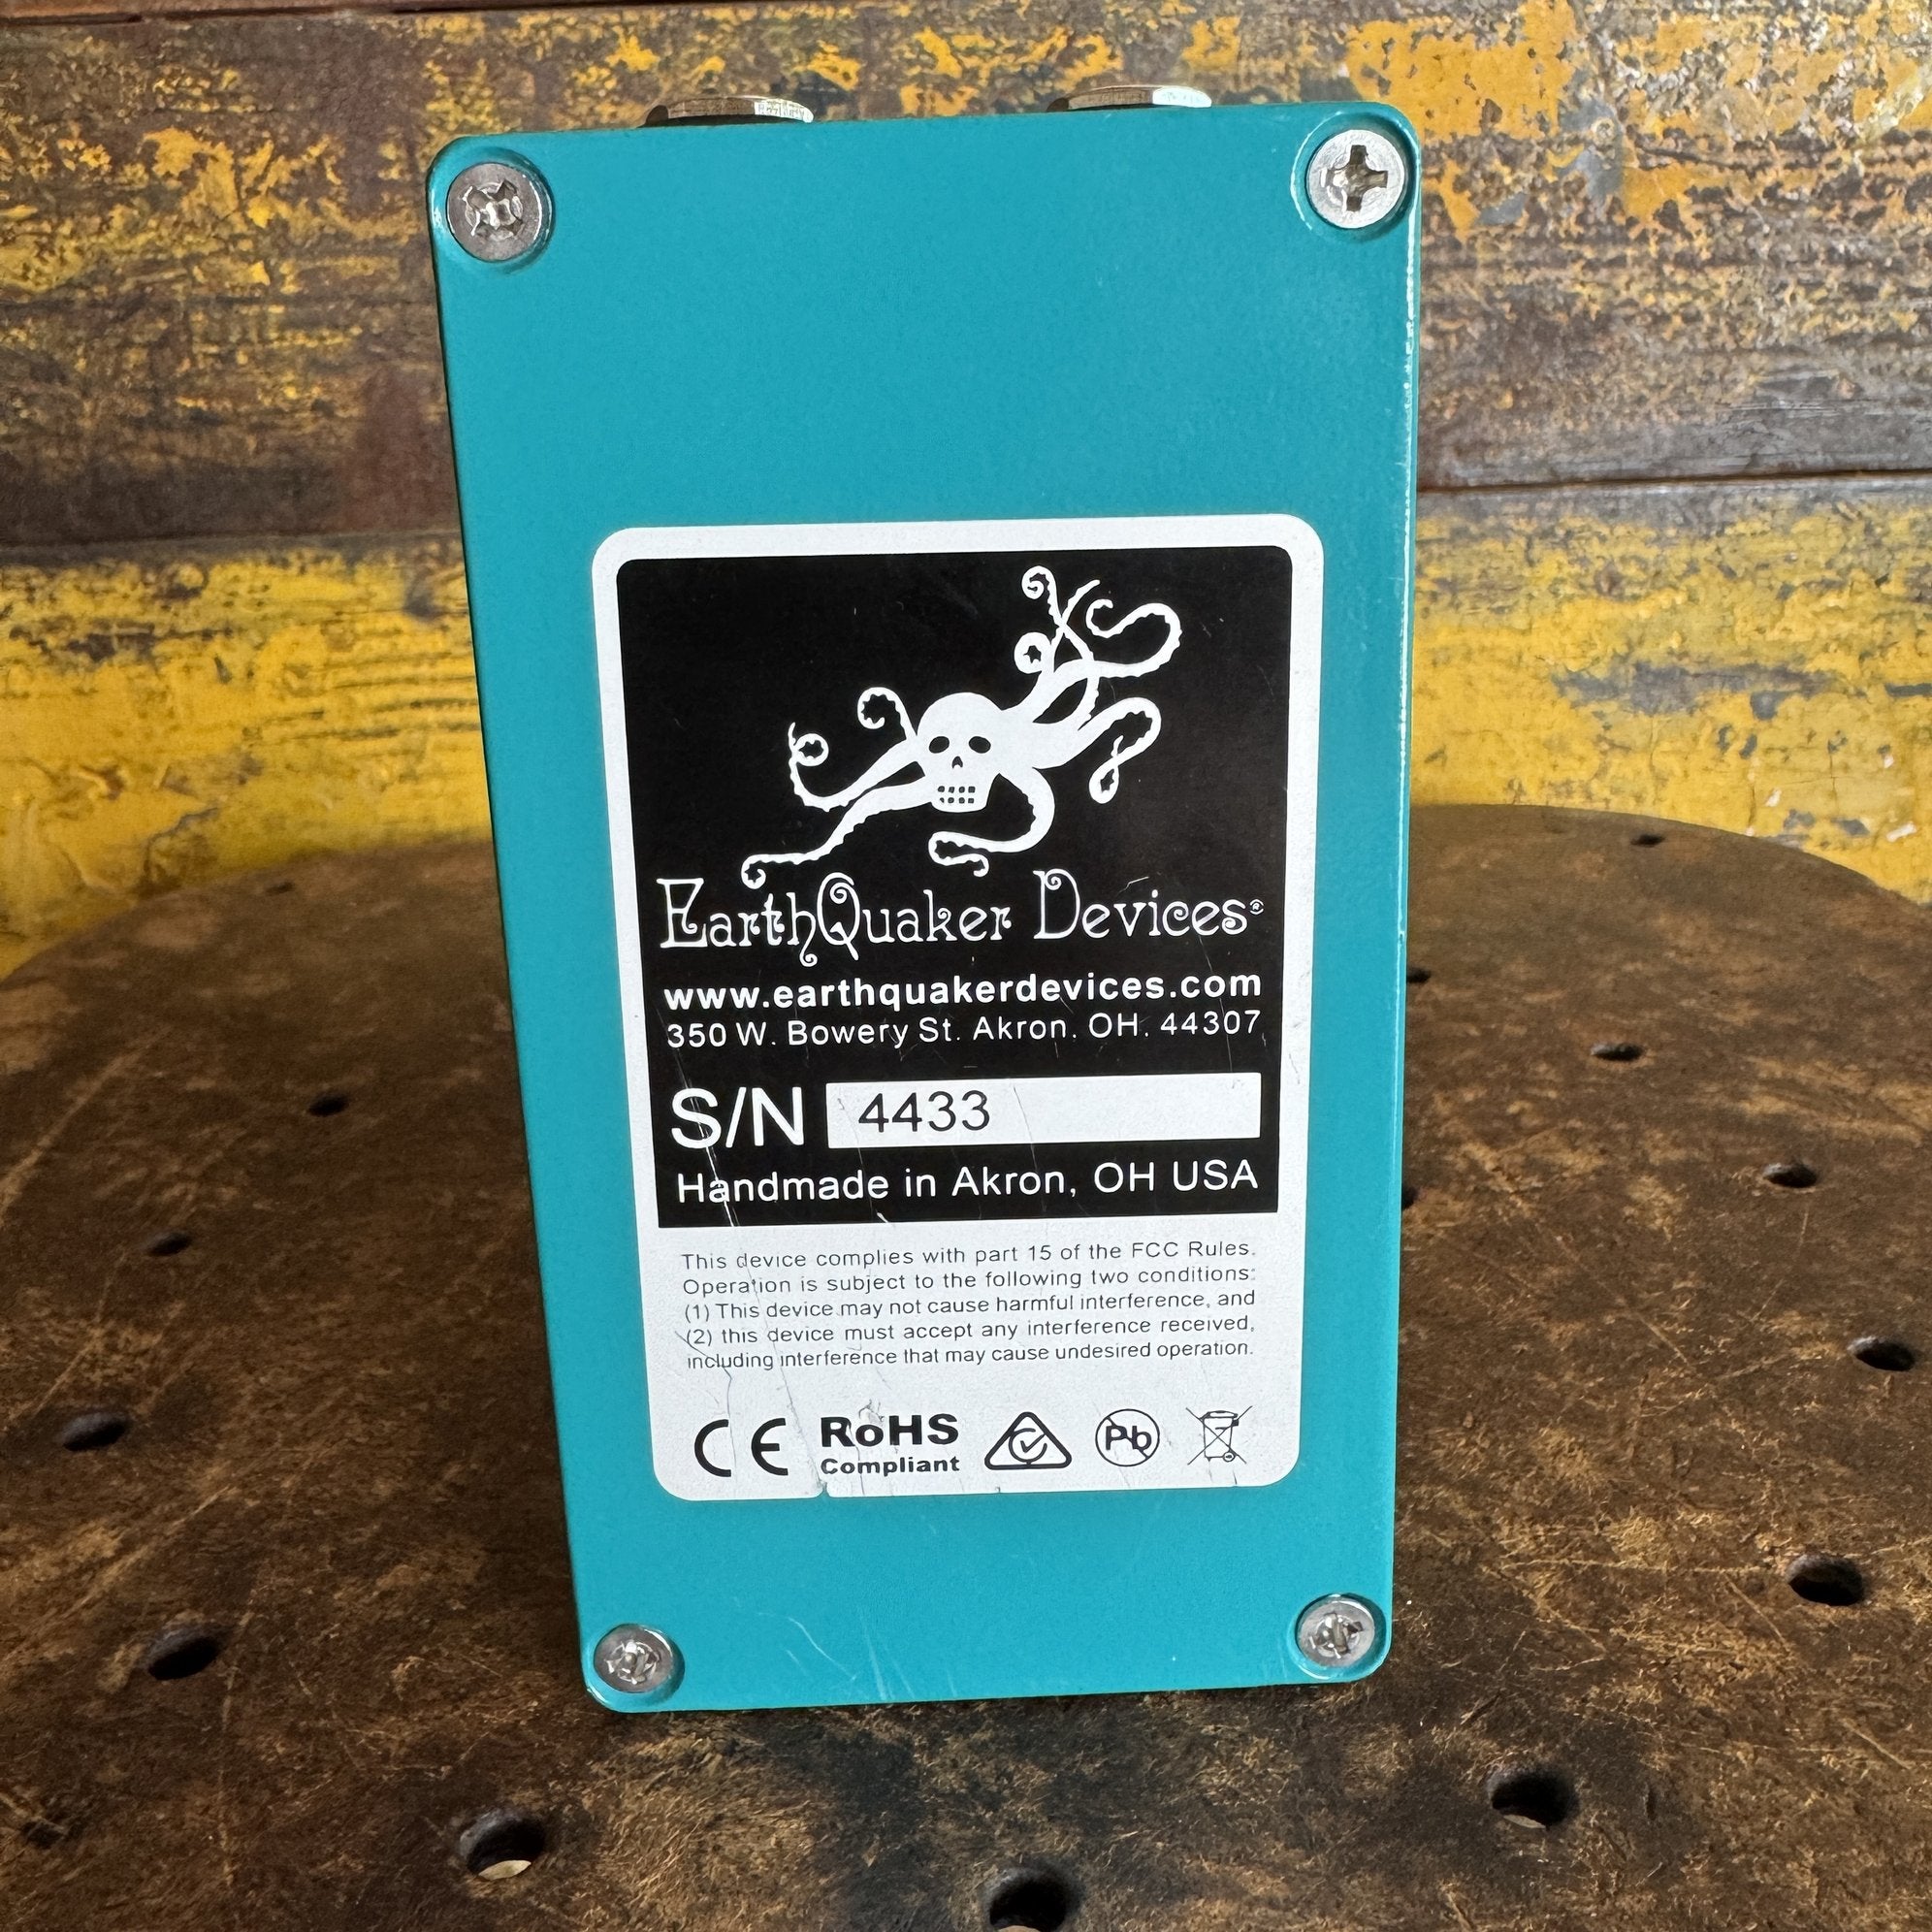 EarthQuaker Devices®
www.earthquakerdevices.com
350 W. Bowery St. Akron. OH. 44307
S/N 4433
Handmade in Akron, OH USA
This device complies with part 15 of the FCC Rules.
Operation is subject to the following two conditions:
(1) This device may not cause harmful interference, and
(2) this device must accept any interference received,
including interference that may cause undesired operation.
CE RoHS Compliant Pb